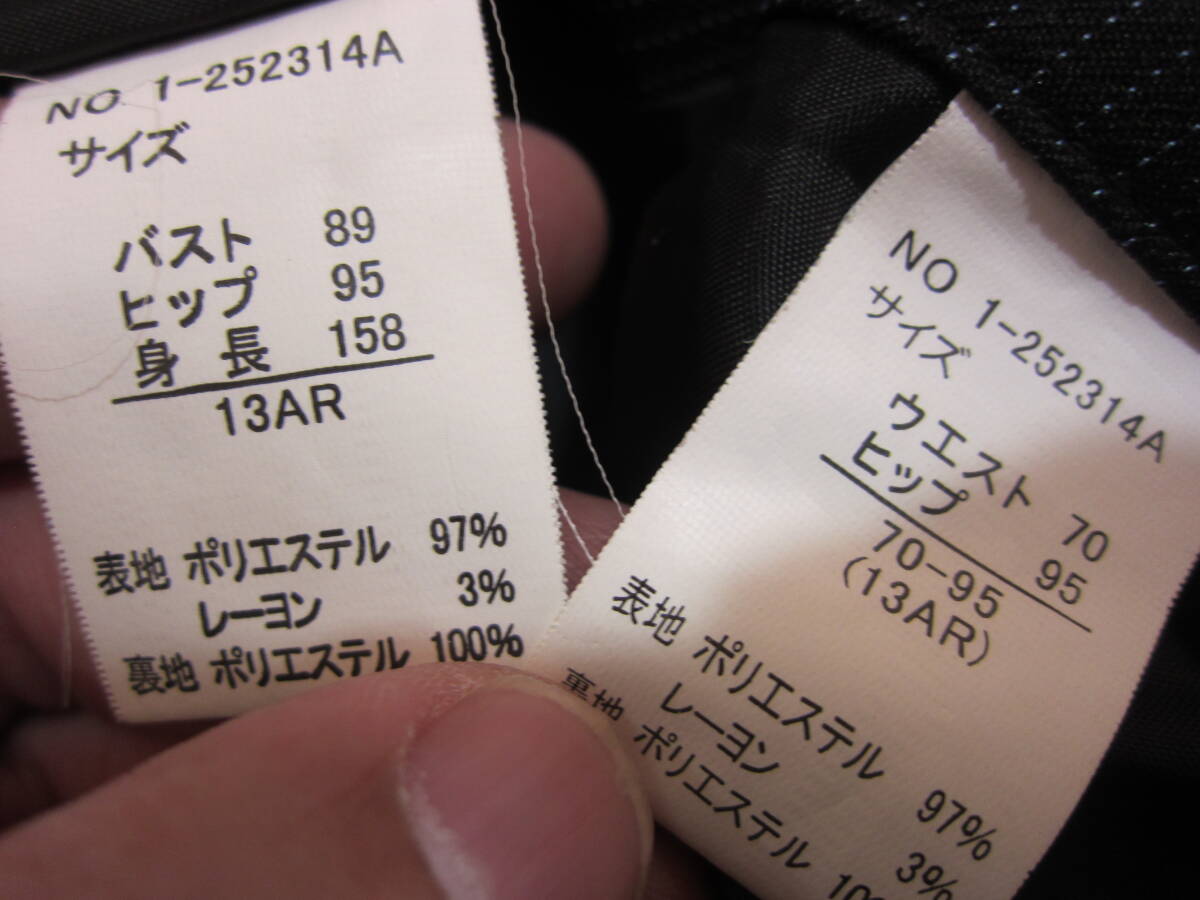 NO 1-252314A
サイズ
バスト 89
ヒップ 95
身 長 158
13AR
表地 ポリエステル 97%
レーヨン 3%
裏地 ポリエステル 100%
NO 1-252314A
サイズ
ウエスト 70
ヒップ 95
70-95
(13AR)
表地 ポリエステル 97%
レーヨン 3%
裏地 ポリエステル